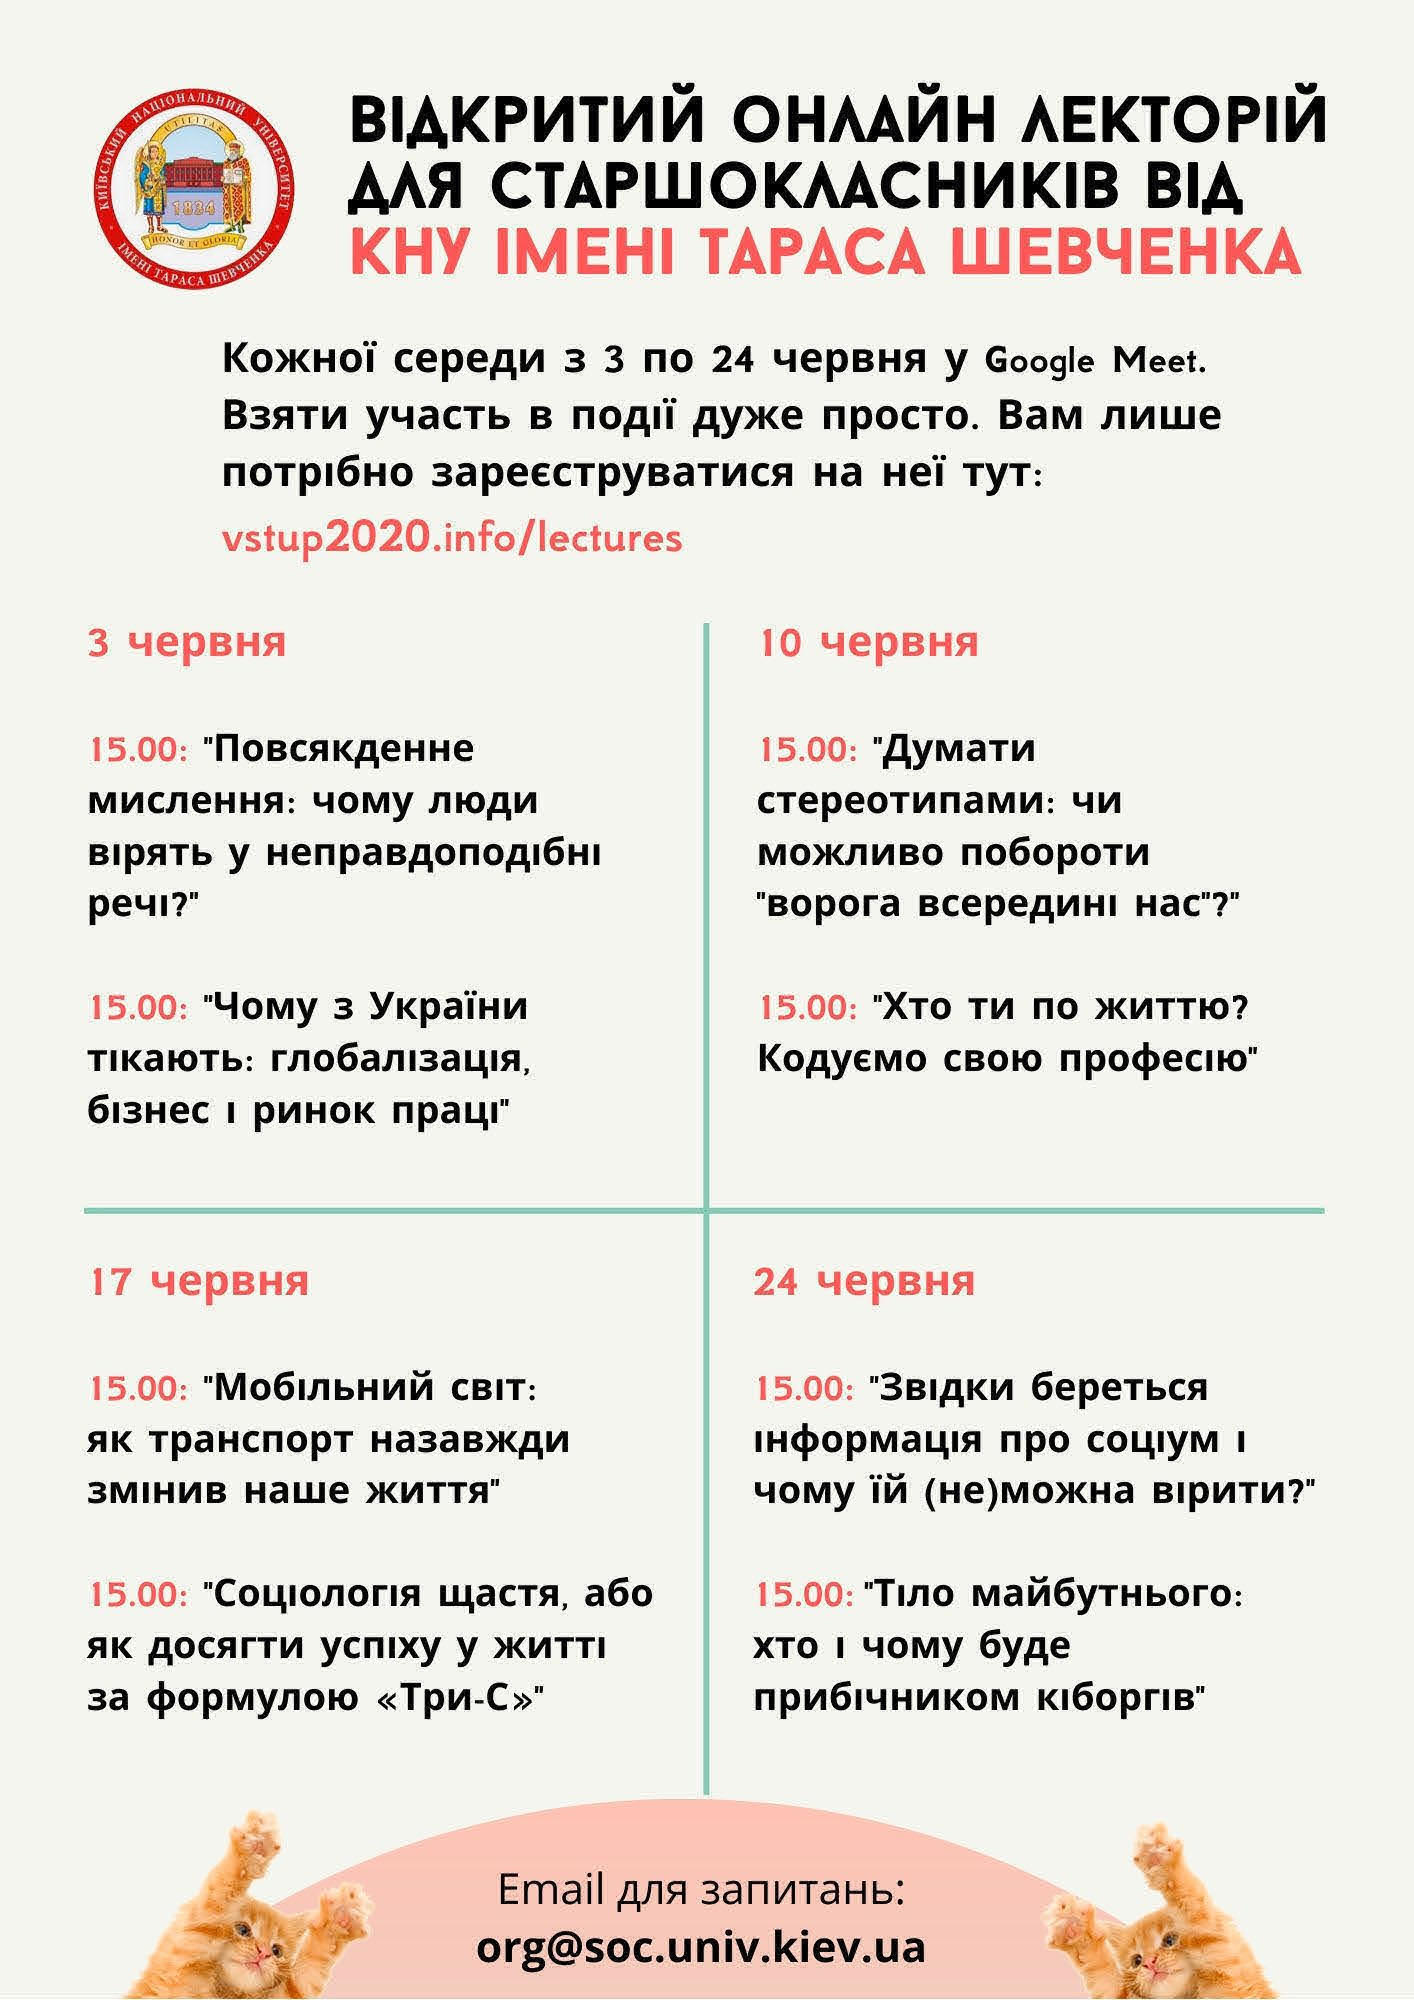 КИЇВСЬКИЙ НАЦІОНАЛЬНИЙ УНІВЕРСИТЕТ
ІМЕНІ ТАРАСА ШЕВЧЕНКА
UTILITAS
1834
HONOR ET GLORIA
ВІДКРИТИЙ ОНЛАЙН ЛЕКТОРІЙ
ДЛЯ СТАРШОКЛАСНИКІВ ВІД
КНУ ІМЕНІ ТАРАСА ШЕВЧЕНКА
Кожної середи з 3 по 24 червня у Google Meet.
Взяти участь в події дуже просто. Вам лише
потрібно зареєструватися на неї тут:
vstup2020.info/lectures
3 червня
15.00: "Повсякденне
мислення: чому люди
вірять у неправдоподібні
речі?"
15.00: "Чому з України
тікають: глобалізація,
бізнес і ринок праці"
10 червня
15.00: "Думати
стереотипами: чи
можливо побороти
"ворога всередині нас"?"
15.00: "Хто ти по життю?
Кодуємо свою професію"
17 червня
15.00: "Мобільний світ:
як транспорт назавжди
змінив наше життя"
15.00: "Соціологія щастя, або
як досягти успіху у житті
за формулою «Три-С»"
24 червня
15.00: "Звідки береться
інформація про соціум і
чому їй (не)можна вірити?"
15.00: "Тіло майбутнього:
хто і чому буде
прибічником кіборгів"
Email для запитань:
org@soc.univ.kiev.ua